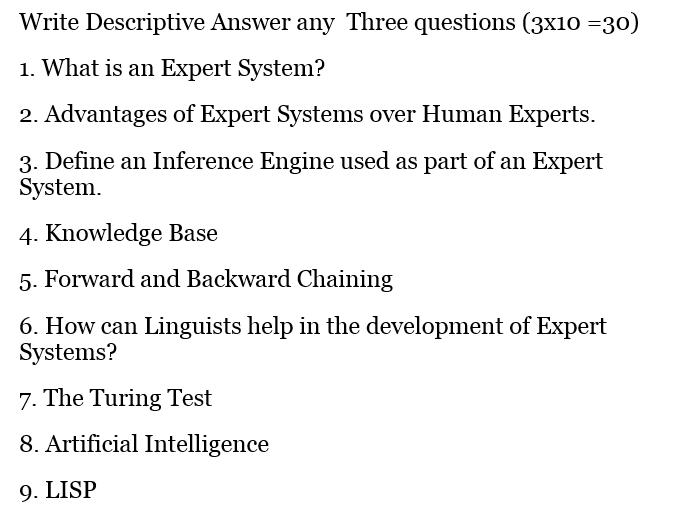 Write Descriptive Answer any  Three questions (3x10 =30)
1. What is an Expert System?
2. Advantages of Expert Systems over Human Experts.
3. Define an Inference Engine used as part of an Expert
System.
4. Knowledge Base
5. Forward and Backward Chaining
6. How can Linguists help in the development of Expert
Systems?
7. The Turing Test
8. Artificial Intelligence
9. LISP